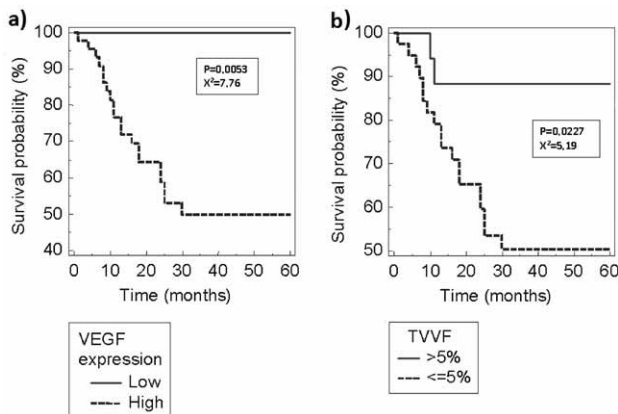 a)
Survival probability (%)
100
90
80
70
60
50
40
P=0,0053
X²=7,76
0 10 20 30 40 50 60
Time (months)
VEGF
expression
Low
High
b)
Survival probability (%)
100
90
80
70
60
50
P=0,0227
X²=5,19
0 10 20 30 40 50 60
Time (months)
TVVF
>5%
<=5%